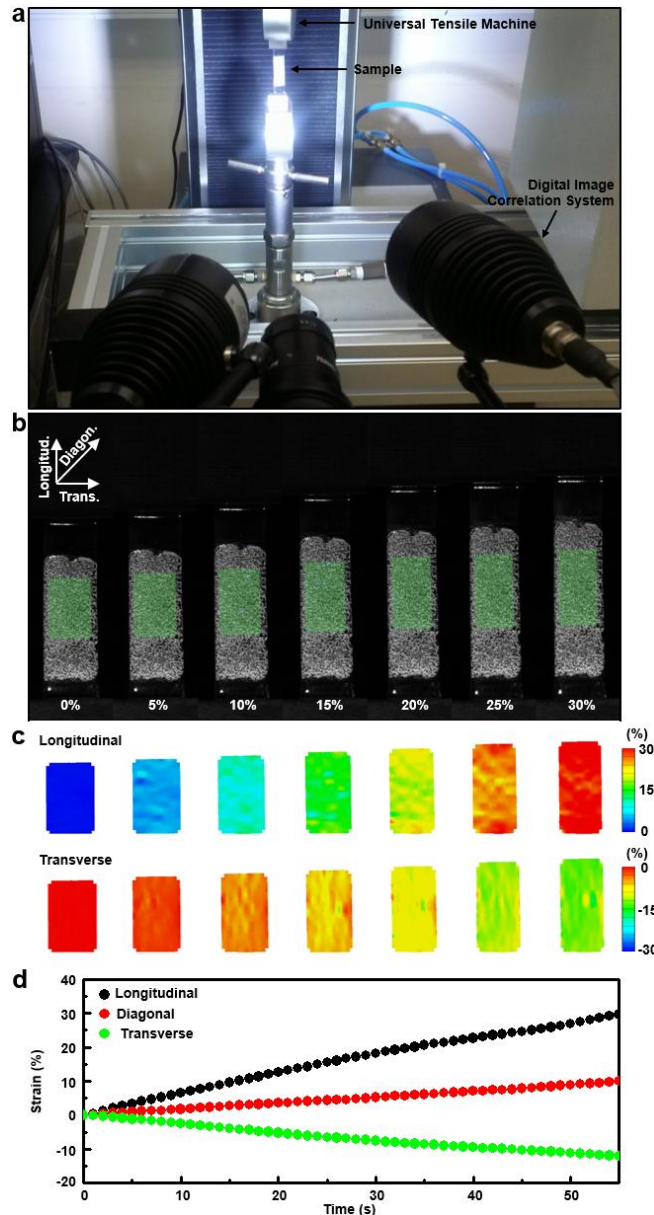 a
Universal Tensile Machine
Sample
Digital Image
Correlation System
b
Longitud.
Diagon.
Trans.
0% 5% 10% 15% 20% 25% 30%
c
Longitudinal
(%)
30
15
0
Transverse
(%)
0
-15
-30
d
Longitudinal
Diagonal
Transverse
Strain (%)
40
30
20
10
0
-10
-20
0 10 20 30 40 50
Time (s)